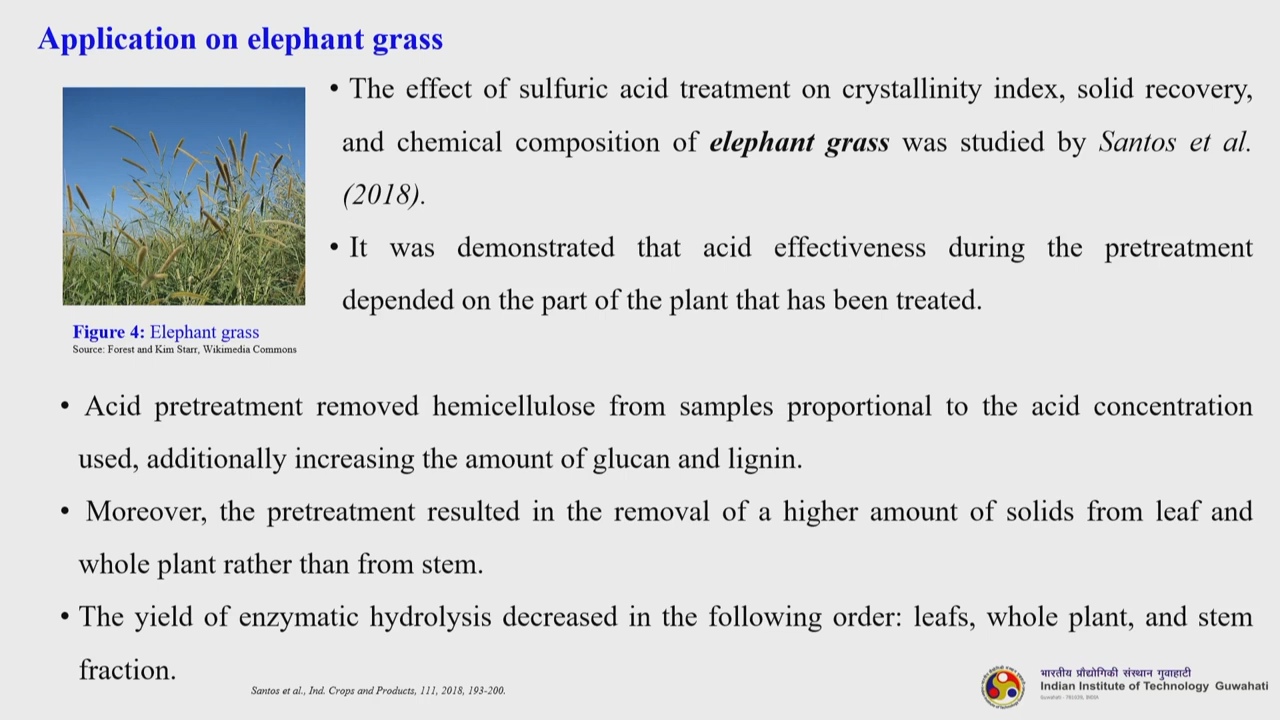 Application on elephant grass
• The effect of sulfuric acid treatment on crystallinity index, solid recovery,
and chemical composition of elephant grass was studied by Santos et al.
(2018).
• It was demonstrated that acid effectiveness during the pretreatment
depended on the part of the plant that has been treated.
Figure 4: Elephant grass
Source: Forest and Kim Starr, Wikimedia Commons
• Acid pretreatment removed hemicellulose from samples proportional to the acid concentration
used, additionally increasing the amount of glucan and lignin.
• Moreover, the pretreatment resulted in the removal of a higher amount of solids from leaf and
whole plant rather than from stem.
• The yield of enzymatic hydrolysis decreased in the following order: leafs, whole plant, and stem
fraction.
Santos et al., Ind. Crops and Products, 111, 2018, 193-200.
भारतीय प्रौद्योगिकी संस्थान गुवाहाटी
Indian Institute of Technology Guwahati
Guwahati - 781039, INDIA